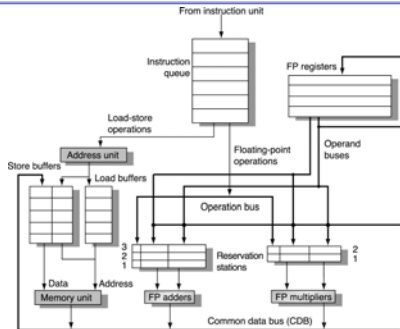 From instruction unit
Instruction
queue
FP registers
Load-store
operations
Address unit
Floating-point
operations
Operand
buses
Store buffers
Load buffers
Operation bus
3
2
1
Reservation
stations
2
1
Data
Address
Memory unit
FP adders
FP multipliers
Common data bus (CDB)